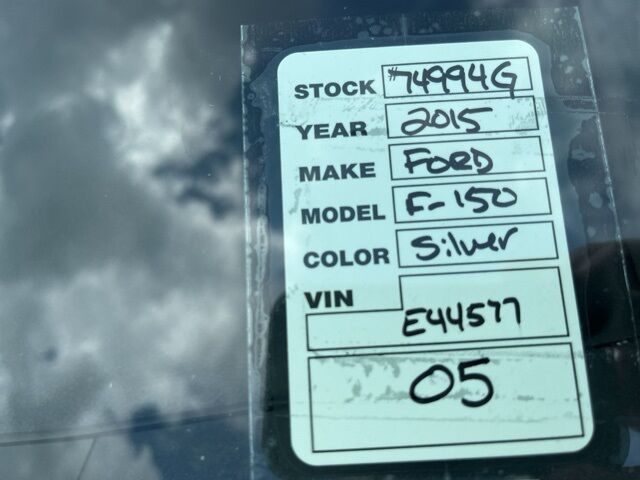 STOCK #74994G
YEAR 2015
MAKE FORD
MODEL F-150
COLOR Silver
VIN
E44577
05